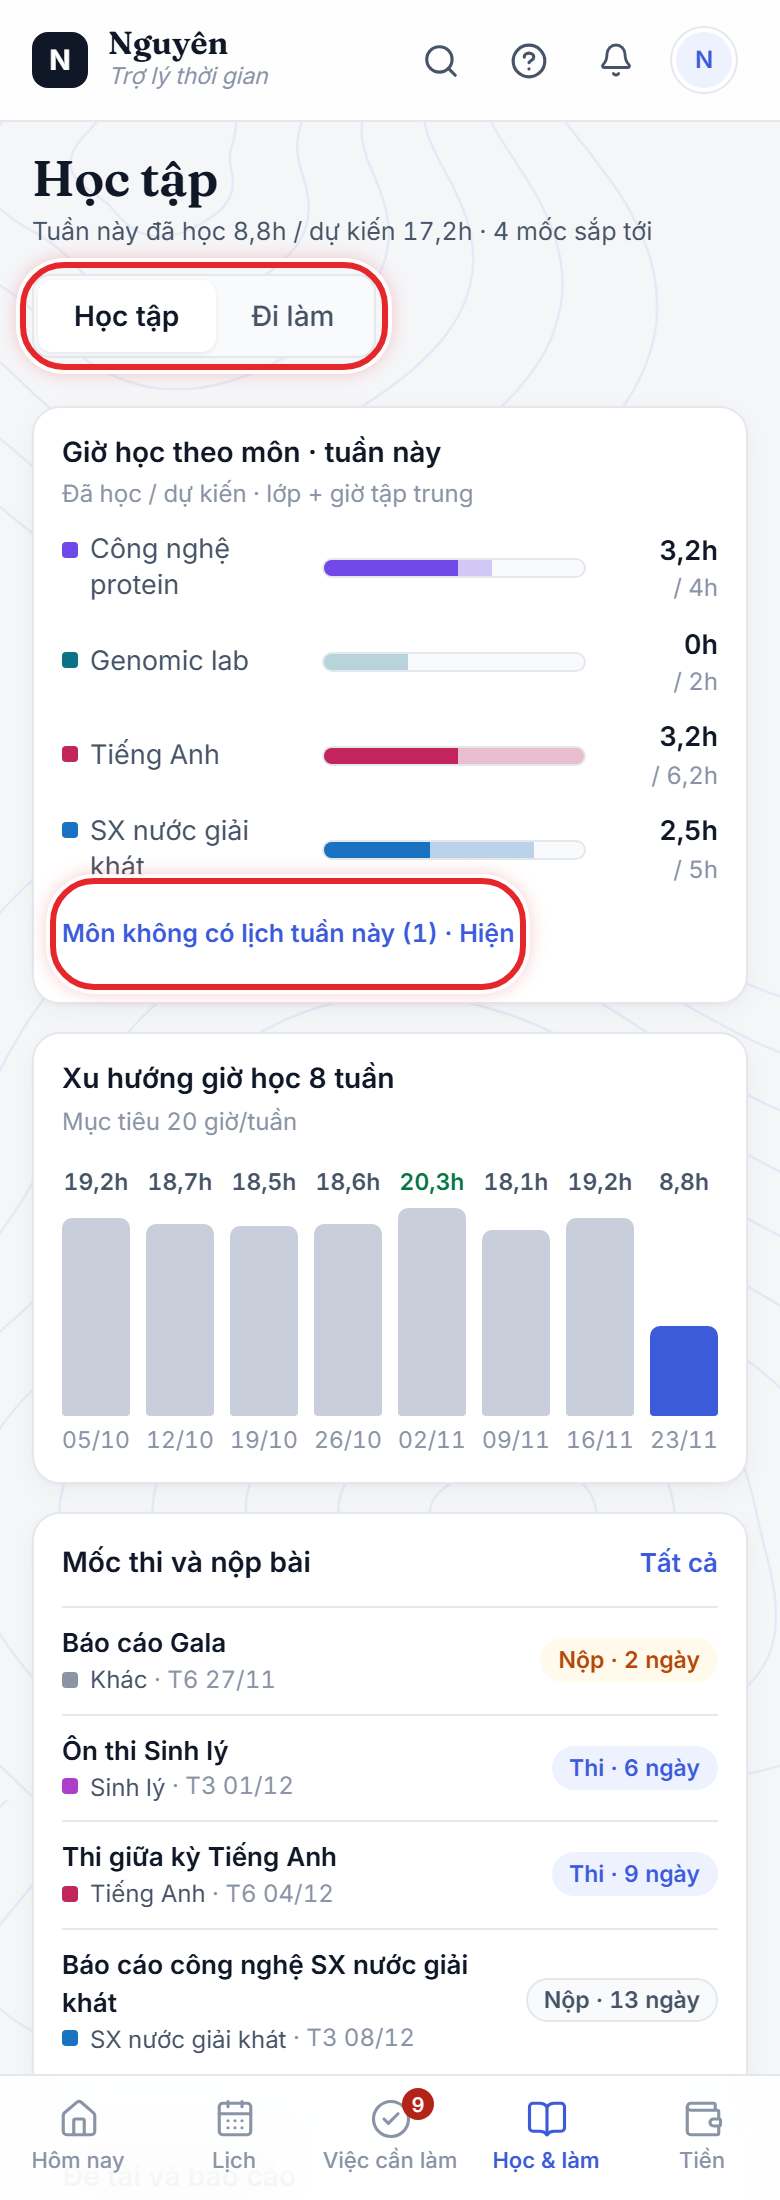 N
Nguyên
Trợ lý thời gian
N
Học tập
Tuần này đã học 8,8h / dự kiến 17,2h · 4 mốc sắp tới
Học tập
Đi làm
Giờ học theo môn · tuần này
Đã học / dự kiến · lớp + giờ tập trung
Công nghệ
protein
3,2h
/ 4h
Genomic lab
0h
/ 2h
Tiếng Anh
3,2h
/ 6,2h
SX nước giải
khát
2,5h
/ 5h
Môn không có lịch tuần này (1) · Hiện
Xu hướng giờ học 8 tuần
Mục tiêu 20 giờ/tuần
19,2h 18,7h 18,5h 18,6h 20,3h 18,1h 19,2h 8,8h
05/10 12/10 19/10 26/10 02/11 09/11 16/11 23/11
Mốc thi và nộp bài
Tất cả
Báo cáo Gala
Khác · T6 27/11
Nộp · 2 ngày
Ôn thi Sinh lý
Sinh lý · T3 01/12
Thi · 6 ngày
Thi giữa kỳ Tiếng Anh
Tiếng Anh · T6 04/12
Thi · 9 ngày
Báo cáo công nghệ SX nước giải
khát
SX nước giải khát · T3 08/12
Nộp · 13 ngày
9
Hôm nay
Lịch
Việc cần làm
Học & làm
Tiền
Đề tài và báo cáo